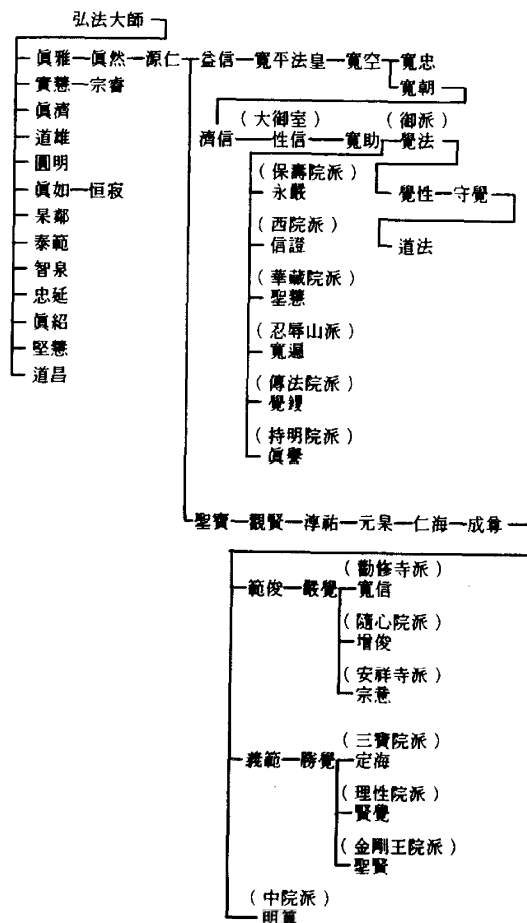 弘法大師
眞雅 眞然 源仁 益信 寬平法皇 寬空 寬忠
實慧 宗睿 寬朝
眞濟 (大御室) (御派)
道雄 濟信 性信 寬助 覺法
圓明 (保壽院派)
眞如 恒寂 永嚴 覺性 守覺
杲鄰 (西院派)
泰範 信證 道法
智泉 (華藏院派)
忠延 聖慧
眞紹 (忍辱山派)
堅慧 寬遍
道昌 (傳法院派)
覺鑁
(持明院派)
眞譽
聖寶 觀賢 淳祐 元杲 仁海 成尊
(勸修寺派)
範俊 嚴覺 寬信
(隨心院派)
增俊
(安祥寺派)
宗意
(三寶院派)
義範 勝覺 定海
(理性院派)
賢覺
(金剛王院派)
聖賢
(中院派)
明算